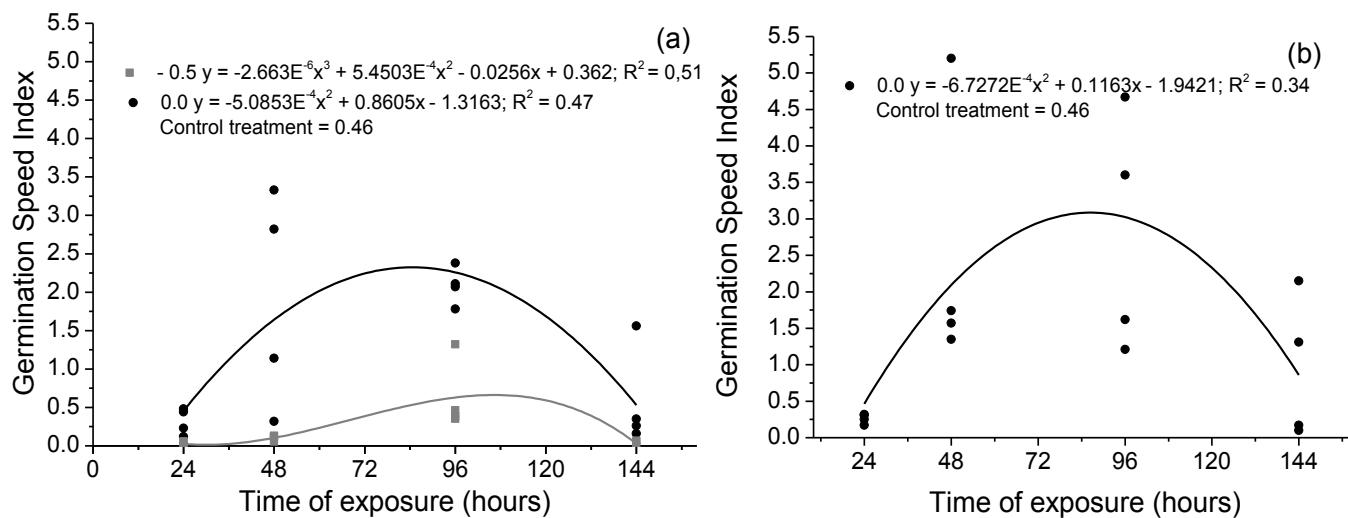 (a)
5.5
5.0
4.5
4.0
3.5
3.0
2.5
2.0
1.5
1.0
0.5
0.0
Germination Speed Index
- 0.5 y = -2.663E⁻⁶x³ + 5.4503E⁻⁴x² - 0.0256x + 0.362; R² = 0,51
0.0 y = -5.0853E⁻⁴x² + 0.8605x - 1.3163; R² = 0.47
Control treatment = 0.46
0 24 48 72 96 120 144
Time of exposure (hours)
(b)
5.5
5.0
4.5
4.0
3.5
3.0
2.5
2.0
1.5
1.0
0.5
0.0
Germination Speed Index
0.0 y = -6.7272E⁻⁴x² + 0.1163x - 1.9421; R² = 0.34
Control treatment = 0.46
24 48 72 96 120 144
Time of exposure (hours)